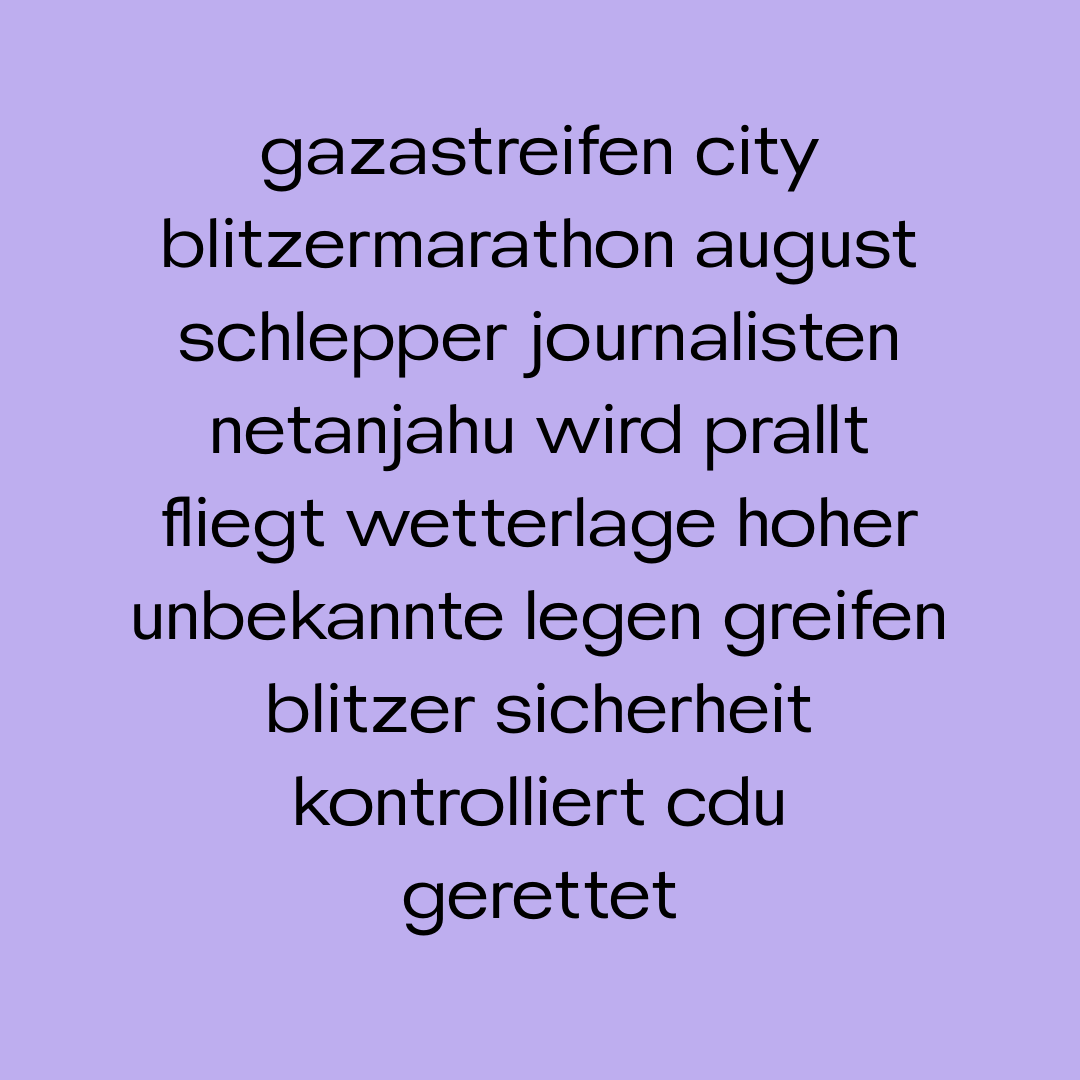 gazastreifen city
blitzermarathon august
schlepper journalisten
netanjahu wird prallt
fliegt wetterlage hoher
unbekannte legen greifen
blitzer sicherheit
kontrolliert cdu
gerettet